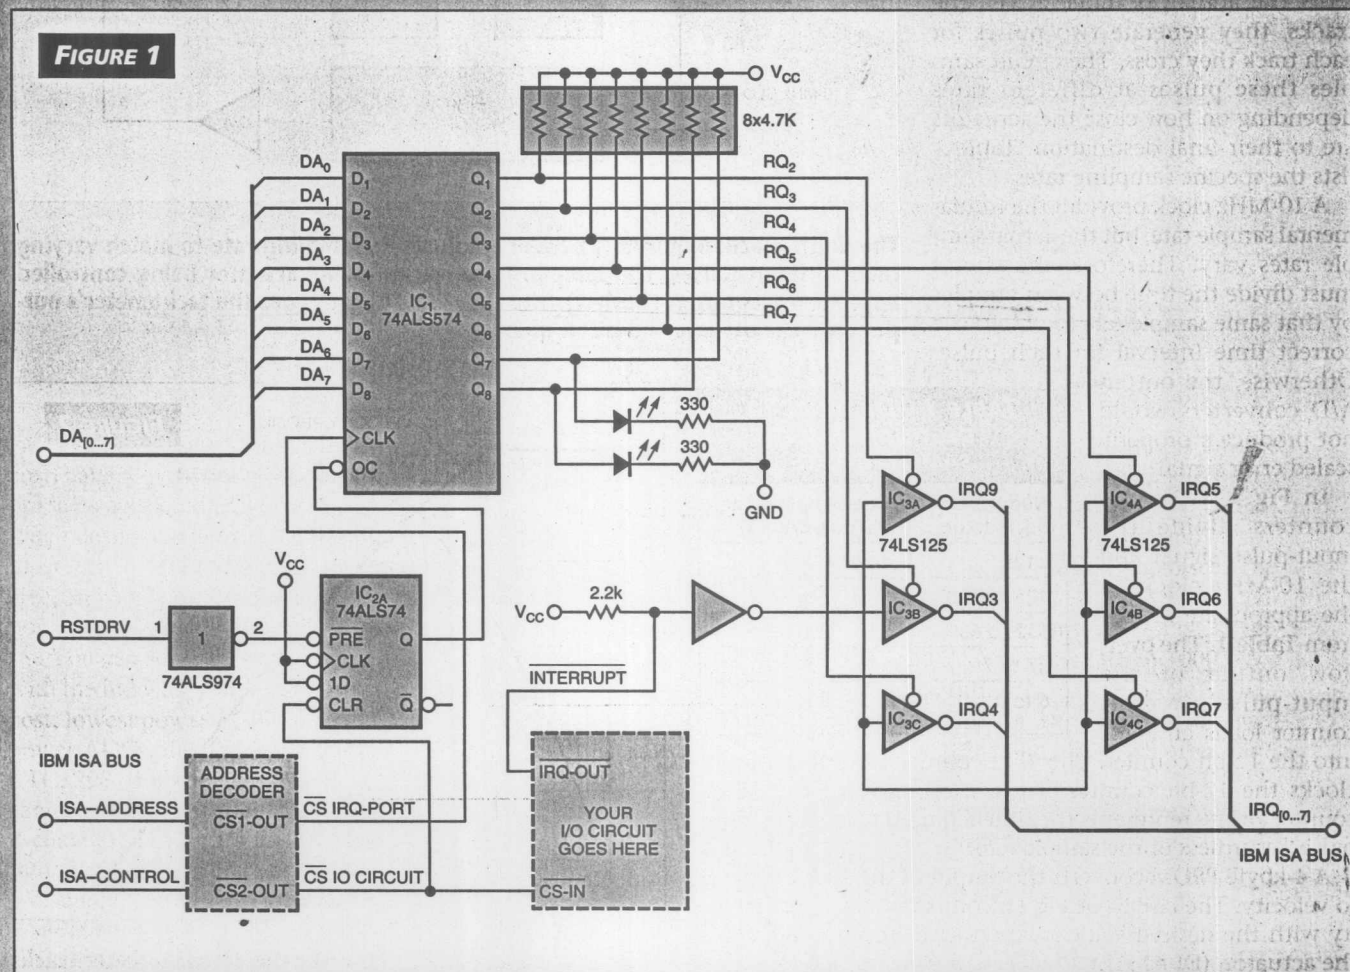 FIGURE 1
VCC
8x4.7K
DA0
DA1
DA2
DA3
DA4
DA5
DA6
DA7
DA[0...7]
D1
D2
D3
D4
D5
D6
D7
D8
CLK
OC
IC1
74ALS574
Q1
Q2
Q3
Q4
Q5
Q6
Q7
Q8
RQ2
RQ3
RQ4
RQ5
RQ6
RQ7
330
330
GND
IC3A
IRQ9
74LS125
IC3B
IRQ3
IC3C
IRQ4
IC4A
IRQ5
74LS125
IC4B
IRQ6
IC4C
IRQ7
VCC
RSTDRV
1
1
2
74ALS974
IC2A
74ALS74
PRE
CLK
1D
CLR
Q
Q
VCC
2.2k
INTERRUPT
IRQ-OUT
YOUR
I/O CIRCUIT
GOES HERE
CS-IN
IBM ISA BUS
ISA–ADDRESS
ISA–CONTROL
ADDRESS
DECODER
CS1-OUT
CS2-OUT
CS IRQ-PORT
CS IO CIRCUIT
IRQ[0...7]
IBM ISA BUS